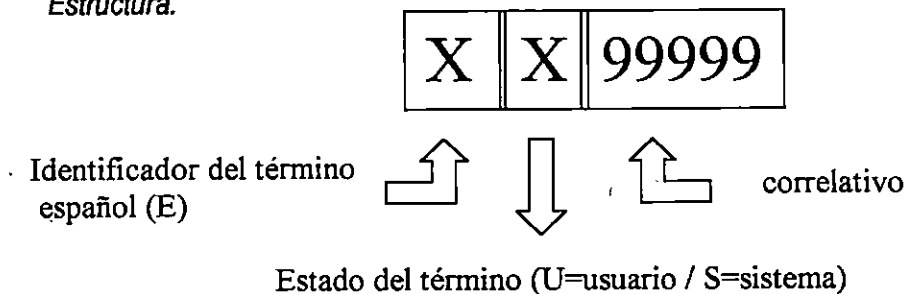 Estructura.
X X 99999
Identificador del término
español (E)
correlativo
Estado del término (U=usuario / S=sistema)